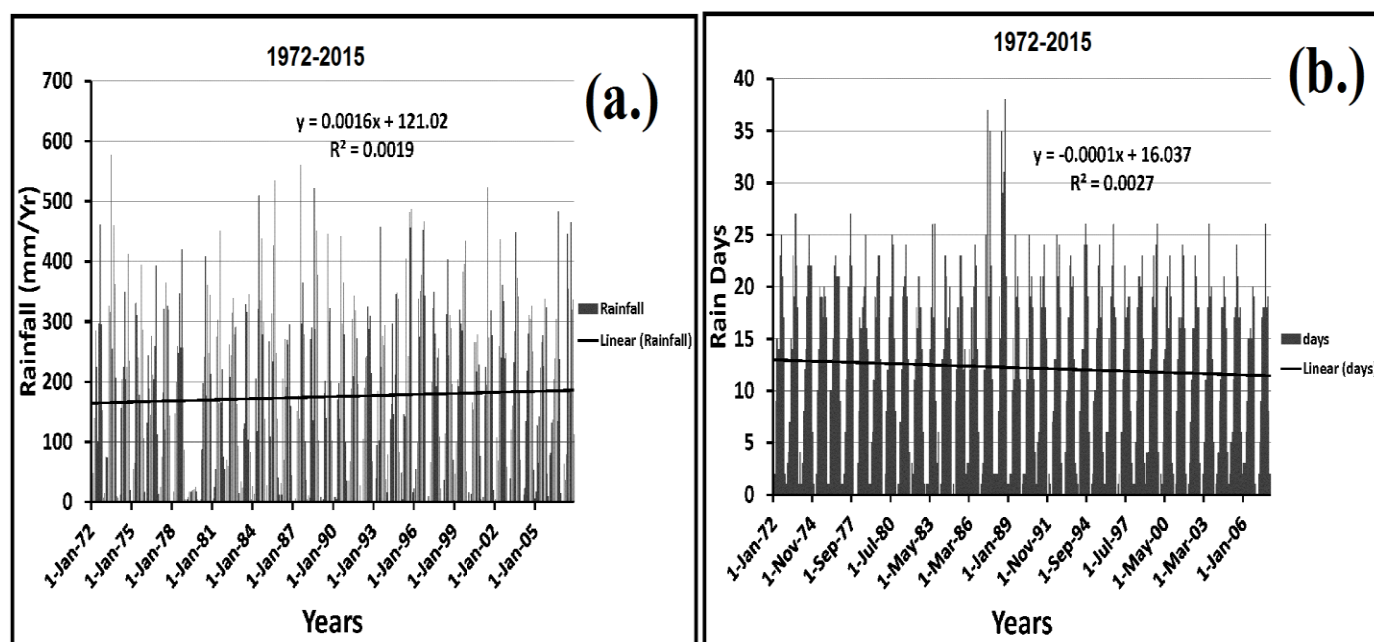 1972-2015
(a.)
y = 0.0016x + 121.02
R² = 0.0019
Rainfall (mm/Yr)
700
600
500
400
300
200
100
0
Rainfall
Linear (Rainfall)
1-Jan-72
1-Jan-75
1-Jan-78
1-Jan-81
1-Jan-84
1-Jan-87
1-Jan-90
1-Jan-93
1-Jan-96
1-Jan-99
1-Jan-02
1-Jan-05
Years
1972-2015
(b.)
y = -0.0001x + 16.037
R² = 0.0027
Rain Days
40
35
30
25
20
15
10
5
0
days
Linear (days)
1-Jan-72
1-Nov-74
1-Sep-77
1-Jul-80
1-May-83
1-Mar-86
1-Jan-89
1-Nov-91
1-Sep-94
1-Jul-97
1-May-00
1-Mar-03
1-Jan-06
Years